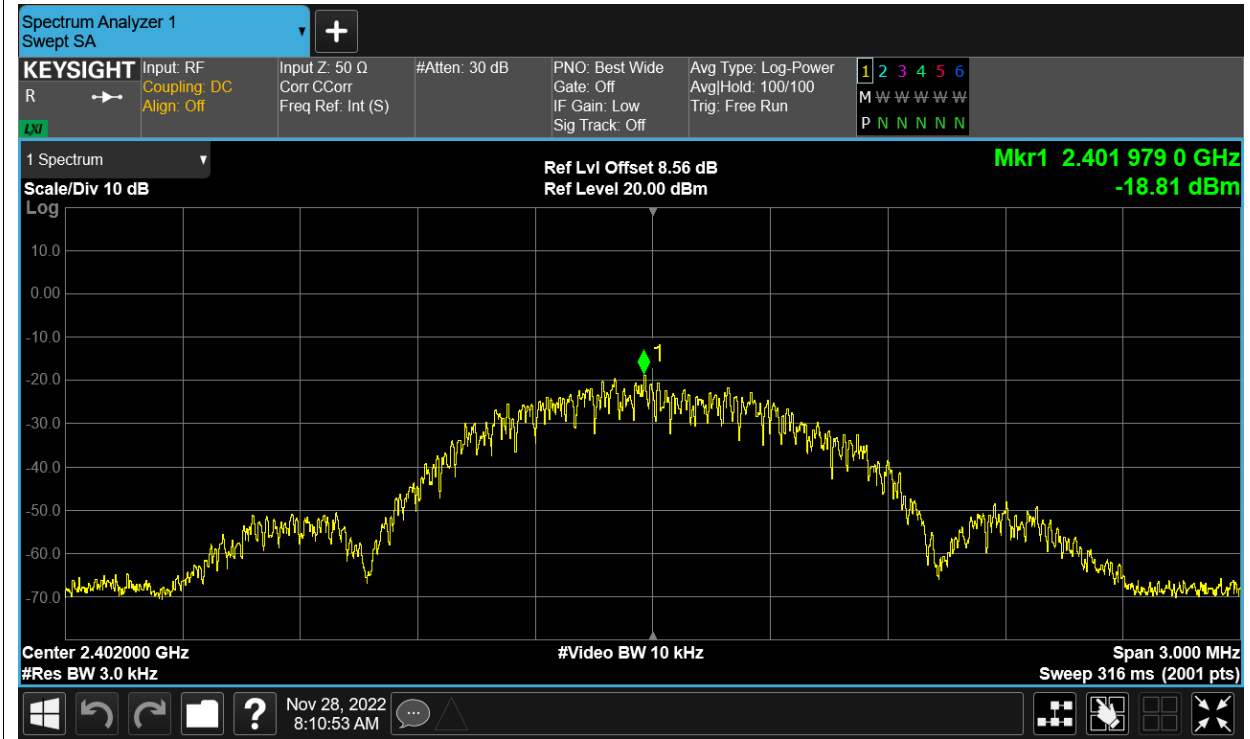 Spectrum Analyzer 1
Swept SA
KEYSIGHT
R
LXI
Input: RF
Coupling: DC
Align: Off
Input Z: 50 Ω
Corr CCorr
Freq Ref: Int (S)
#Atten: 30 dB
PNO: Best Wide
Gate: Off
IF Gain: Low
Sig Track: Off
Avg Type: Log-Power
Avg|Hold: 100/100
Trig: Free Run
1 2 3 4 5 6
M W W W W W
P N N N N N
1 Spectrum
Scale/Div 10 dB
Log
Ref Lvl Offset 8.56 dB
Ref Level 20.00 dBm
Mkr1 2.401 979 0 GHz
-18.81 dBm
10.0
0.00
-10.0
1
-20.0
-30.0
-40.0
-50.0
-60.0
-70.0
Center 2.402000 GHz
#Res BW 3.0 kHz
#Video BW 10 kHz
Span 3.000 MHz
Sweep 316 ms (2001 pts)
?
Nov 28, 2022
8:10:53 AM